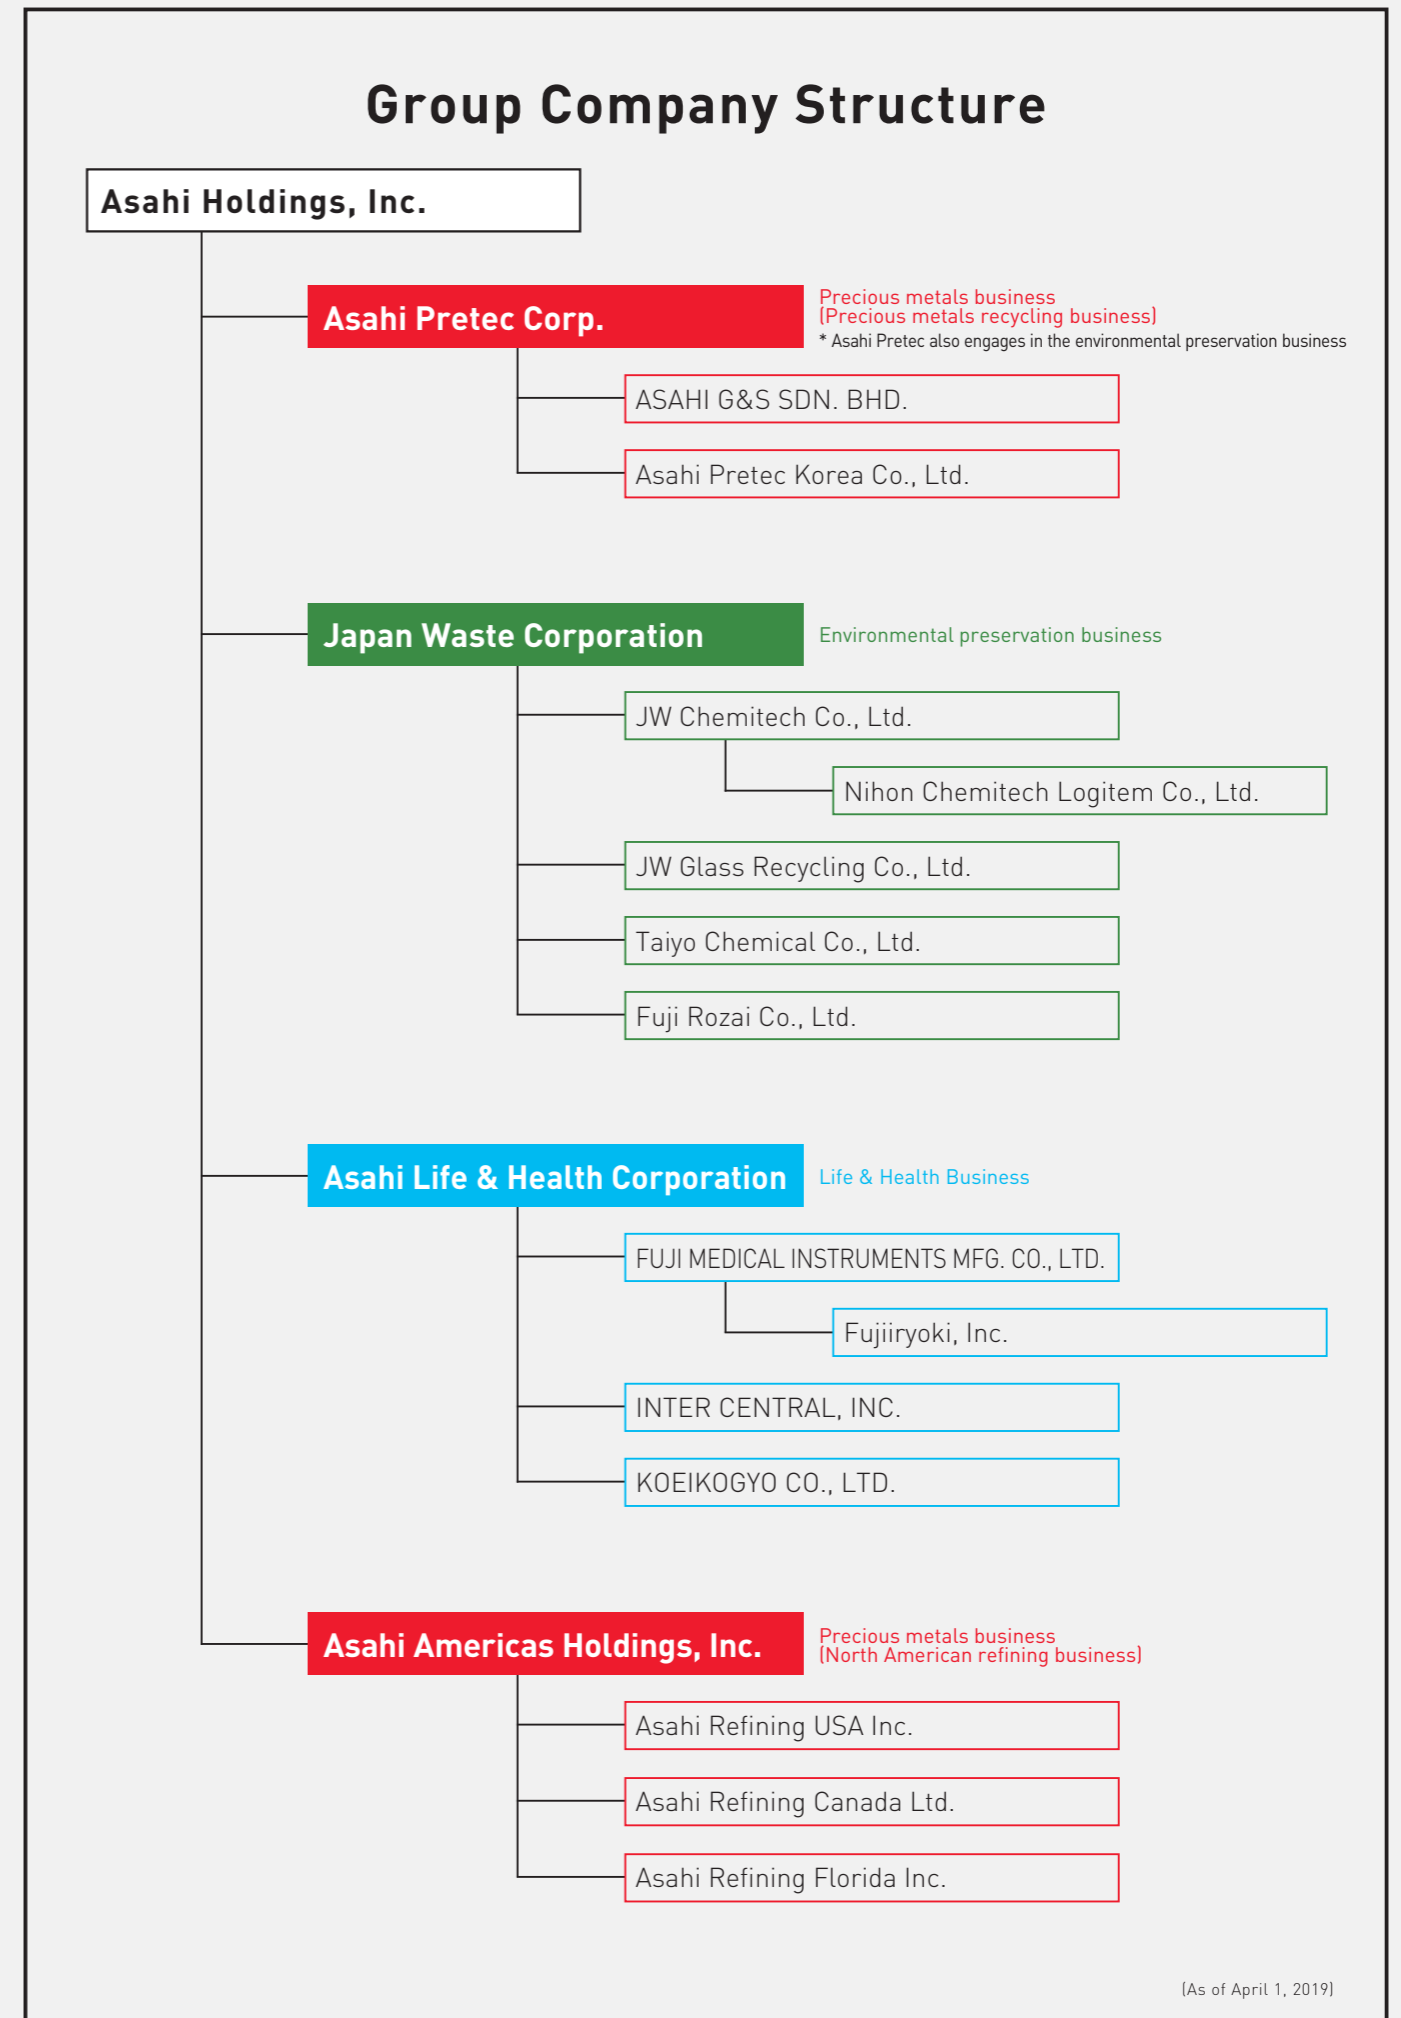 Group Company Structure
Asahi Holdings, Inc.
Asahi Pretec Corp.
Precious metals business
(Precious metals recycling business)
* Asahi Pretec also engages in the environmental preservation business
ASAHI G&S SDN. BHD.
Asahi Pretec Korea Co., Ltd.
Japan Waste Corporation
Environmental preservation business
JW Chemitech Co., Ltd.
Nihon Chemitech Logitem Co., Ltd.
JW Glass Recycling Co., Ltd.
Taiyo Chemical Co., Ltd.
Fuji Rozai Co., Ltd.
Asahi Life & Health Corporation
Life & Health Business
FUJI MEDICAL INSTRUMENTS MFG. CO., LTD.
Fujiiryoki, Inc.
INTER CENTRAL, INC.
KOEIKOGYO CO., LTD.
Asahi Americas Holdings, Inc.
Precious metals business
(North American refining business)
Asahi Refining USA Inc.
Asahi Refining Canada Ltd.
Asahi Refining Florida Inc.
(As of April 1, 2019)